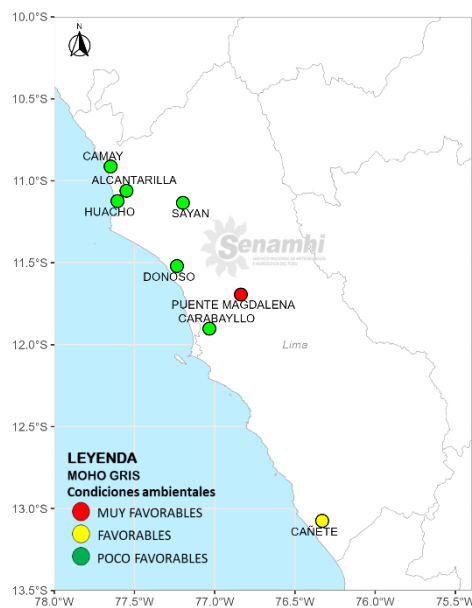 N
10.0°S
10.5°S
11.0°S
11.5°S
12.0°S
12.5°S
13.0°S
13.5°S
CAMAY
ALCANTARILLA
HUACHO
SAYAN
Senamhi
DONOSO
PUENTE MAGDALENA
CARABAYLLO
Lima
CAÑETE
LEYENDA
MOHO GRIS
Condiciones ambientales
MUY FAVORABLES
FAVORABLES
POCO FAVORABLES
78.0°W 77.5°W 77.0°W 76.5°W 76.0°W 75.5°W